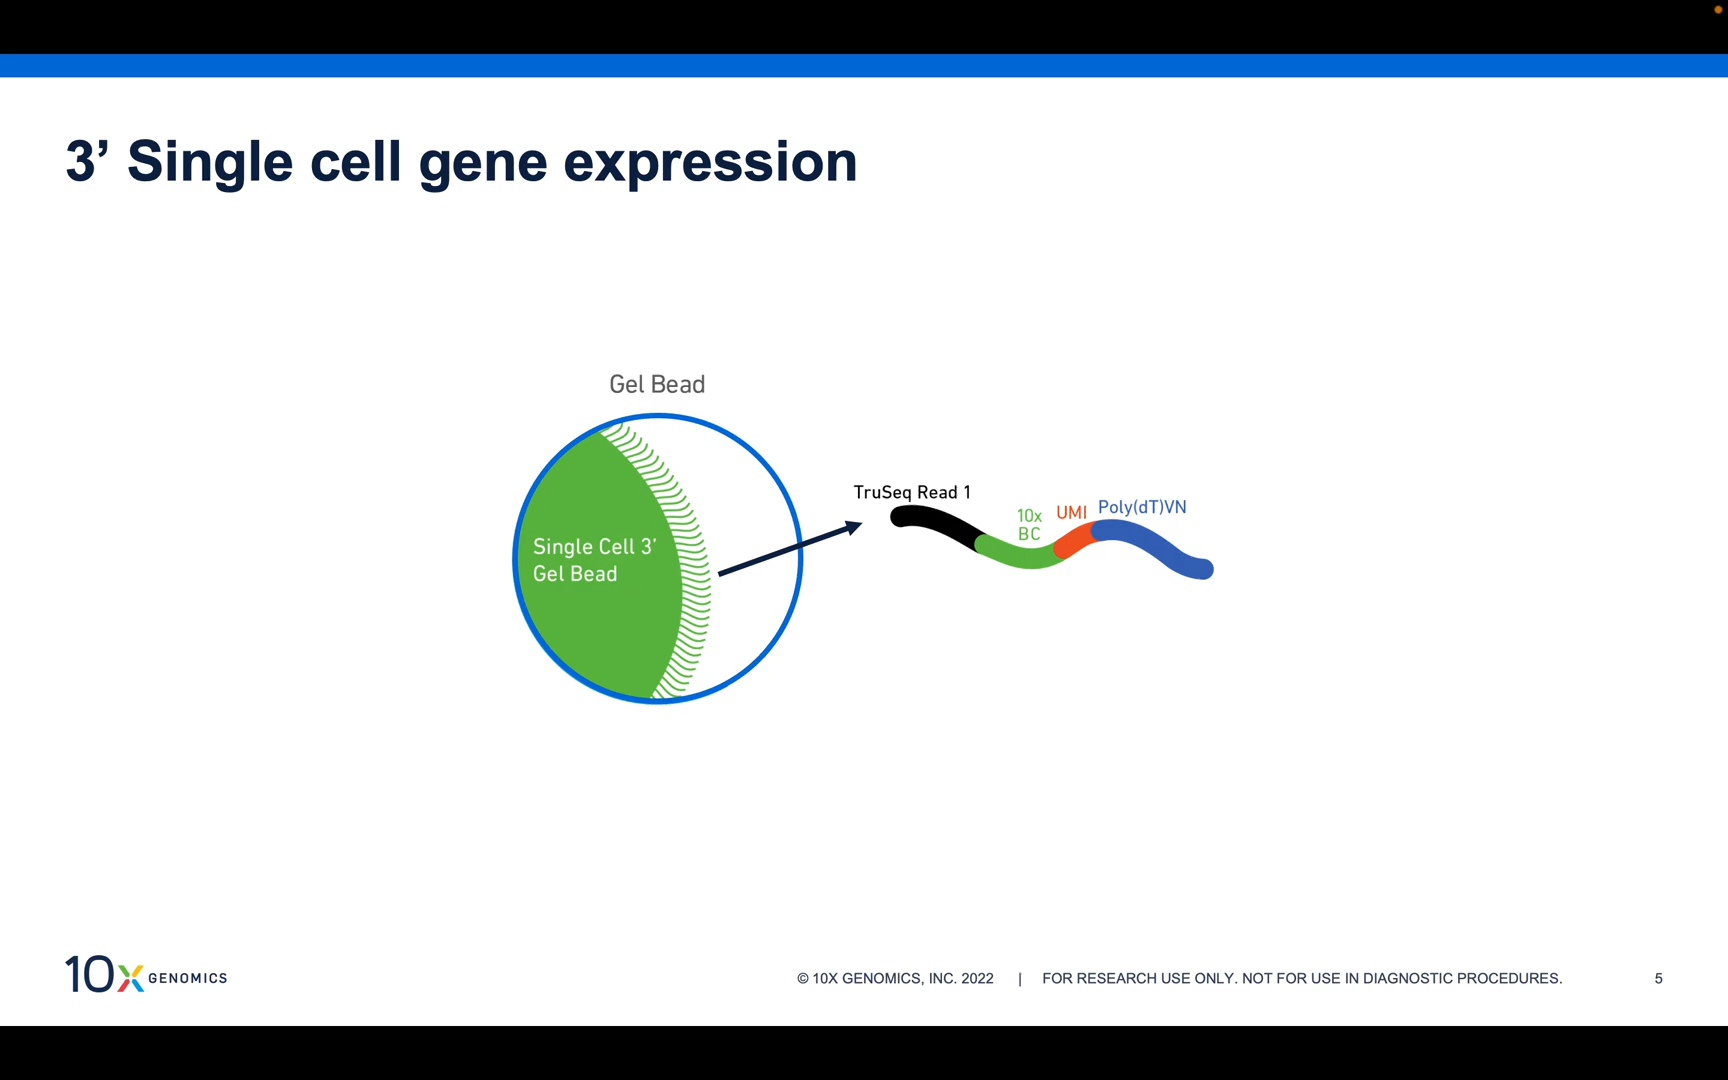 3’ Single cell gene expression
Gel Bead
Single Cell 3’
Gel Bead
TruSeq Read 1
10x
BC
UMI
Poly(dT)VN
10X GENOMICS
© 10X GENOMICS, INC. 2022 | FOR RESEARCH USE ONLY. NOT FOR USE IN DIAGNOSTIC PROCEDURES. 5